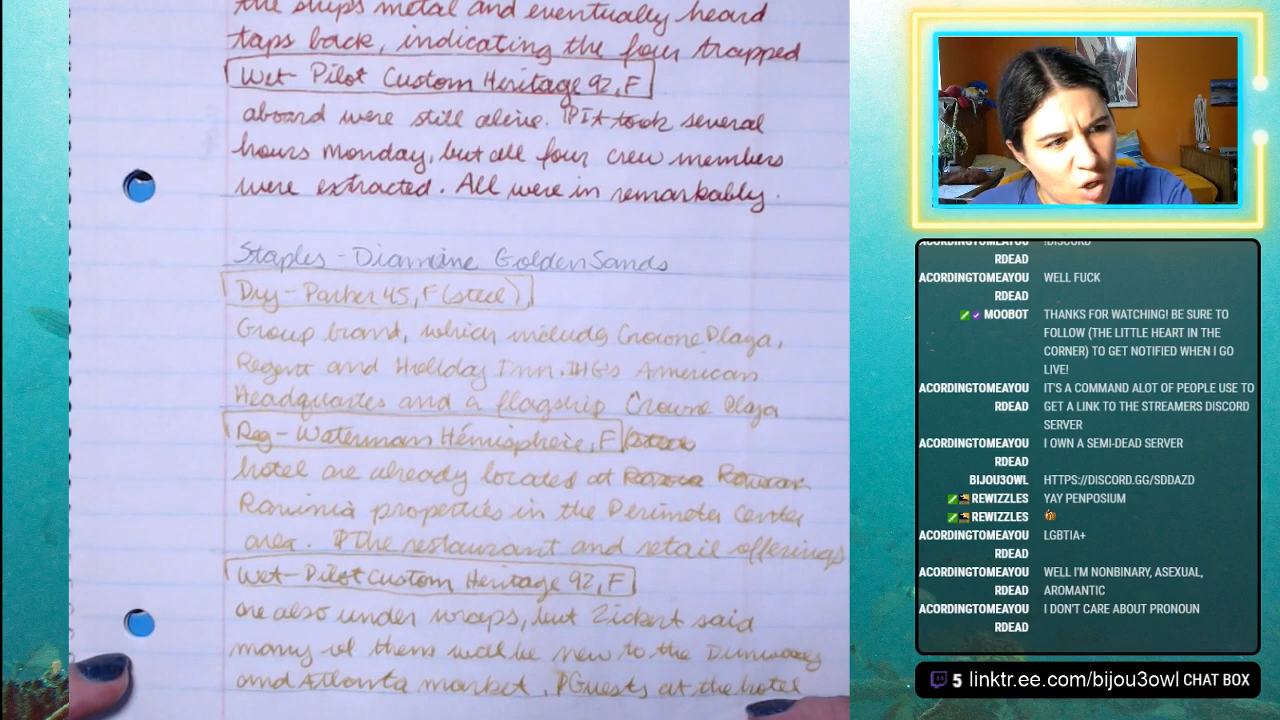 the ship's metal and eventually heard
taps back, indicating the four trapped
Wet- Pilot Custom Heritage 92, F
aboard were still alive. PIt took several
hours Monday, but all four crew members
were extracted. All were in remarkably.
Staples - Diamine Golden Sands
Dry- Parker 45, F (steel)
Group brand, which includes Crowne Plaza,
Regent and Holiday Inn. IHG's American
Headquartes and a flagship Crowne Plaza
Reg- Waterman Hémisphère, F
hotel are already located at
Raninia properties in the Perimeter Center
area. PThe restaurant and retail offerings
Wet- Pilot Custom Heritage 92, F
are also under wraps, but Zickert said
many of them will be new to the Dunwoody
and Atlanta market. PGuests at the hotel
ACORDINGTOMEAYOU !DISCORD
RDEAD
ACORDINGTOMEAYOU WELL FUCK
RDEAD
MOOBOT THANKS FOR WATCHING! BE SURE TO
FOLLOW (THE LITTLE HEART IN THE
CORNER) TO GET NOTIFIED WHEN I GO
LIVE!
ACORDINGTOMEAYOU IT'S A COMMAND ALOT OF PEOPLE USE TO
RDEAD GET A LINK TO THE STREAMERS DISCORD
SERVER
ACORDINGTOMEAYOU I OWN A SEMI-DEAD SERVER
RDEAD
BIJOU3OWL HTTPS://DISCORD.GG/SDDAZD
REWIZZLES YAY PENPOSIUM
REWIZZLES
ACORDINGTOMEAYOU LGBTIA+
RDEAD
ACORDINGTOMEAYOU WELL I'M NONBINARY, ASEXUAL,
RDEAD AROMANTIC
ACORDINGTOMEAYOU I DON'T CARE ABOUT PRONOUN
RDEAD
5 linktr.ee.com/bijou3owl CHAT BOX